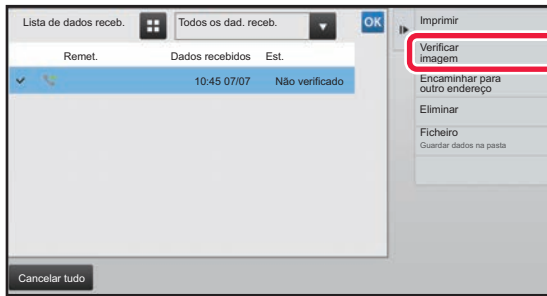 Lista de dados receb.
Todos os dad. receb.
OK
Remet.
Dados recebidos
Est.
10:45 07/07
Não verificado
Cancelar tudo
Imprimir
Verificar
imagem
Encaminhar para
outro endereço
Eliminar
Ficheiro
Guardar dados na pasta